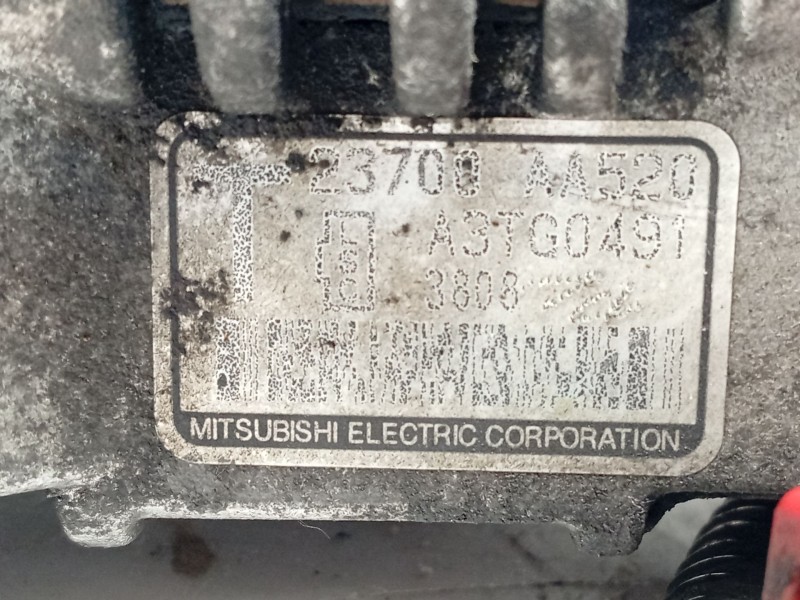 T 23700 AA520
A3TG0491
3808
MITSUBISHI ELECTRIC CORPORATION